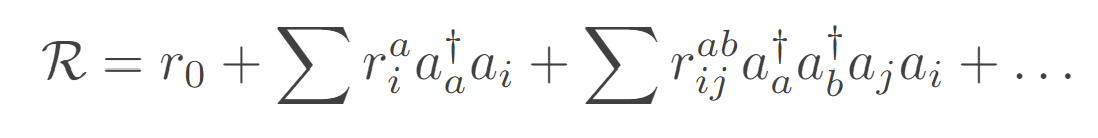 ℛ = r₀ + ∑ rᵢᵃ a†ₐ aᵢ + ∑ rᵢⱼᵃᵇ a†ₐ a†_b aⱼ aᵢ + …